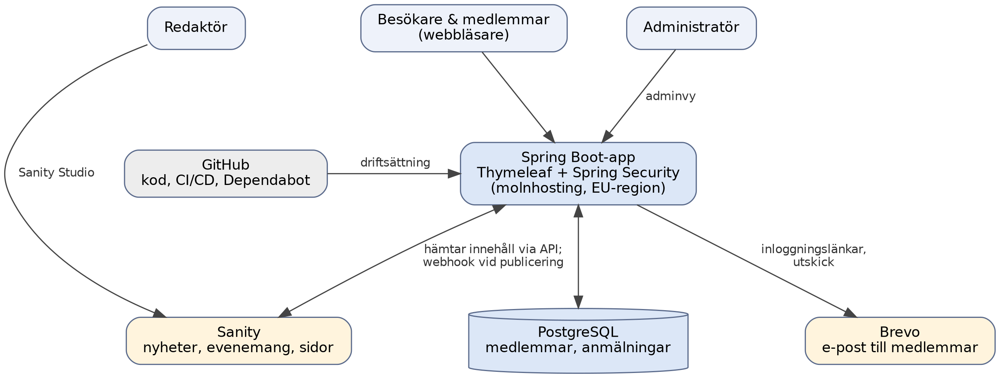 Redaktör
Besökare & medlemmar
(webbläsare)
Administratör
adminvy
Sanity Studio
GitHub
kod, CI/CD, Dependabot
driftsättning
Spring Boot-app
Thymeleaf + Spring Security
(molnhosting, EU-region)
hämtar innehåll via API;
webhook vid publicering
inloggningslänkar,
utskick
Sanity
nyheter, evenemang, sidor
PostgreSQL
medlemmar, anmälningar
Brevo
e-post till medlemmar